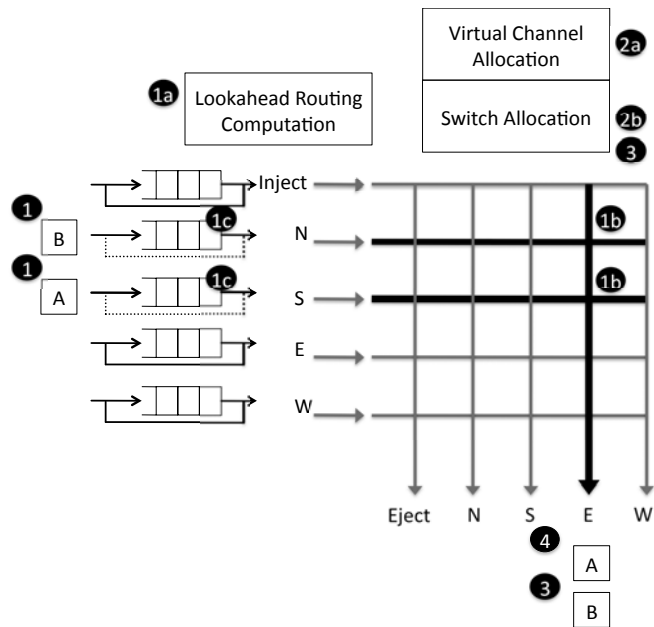 Virtual Channel
Allocation
2a
1a
Lookahead Routing
Computation
Switch Allocation
2b
3
Inject
1
B
1c
N
1b
1
A
1c
S
1b
E
W
Eject N S E W
4
A
3
B